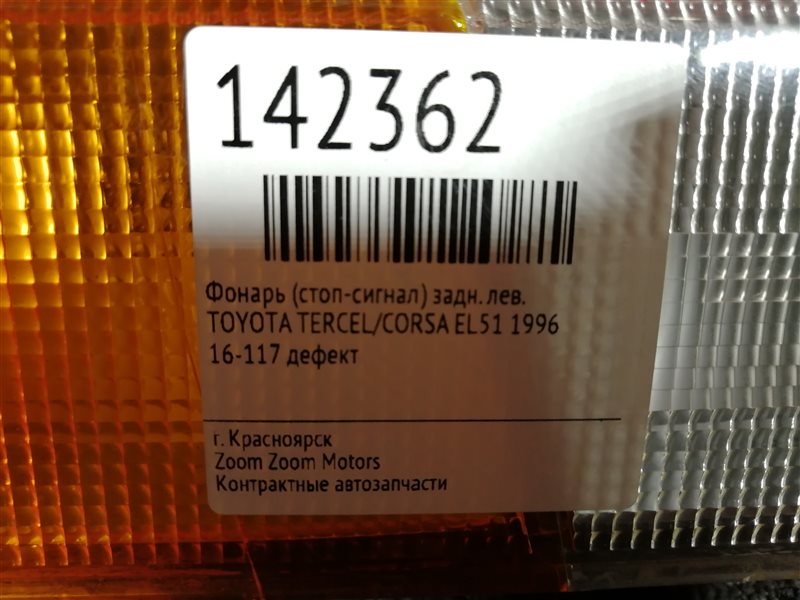 142362
Фонарь (стоп-сигнал) задн. лев.
TOYOTA TERCEL/CORSA EL51 1996
16-117 дефект
г. Красноярск
Zoom Zoom Motors
Контрактные автозапчасти